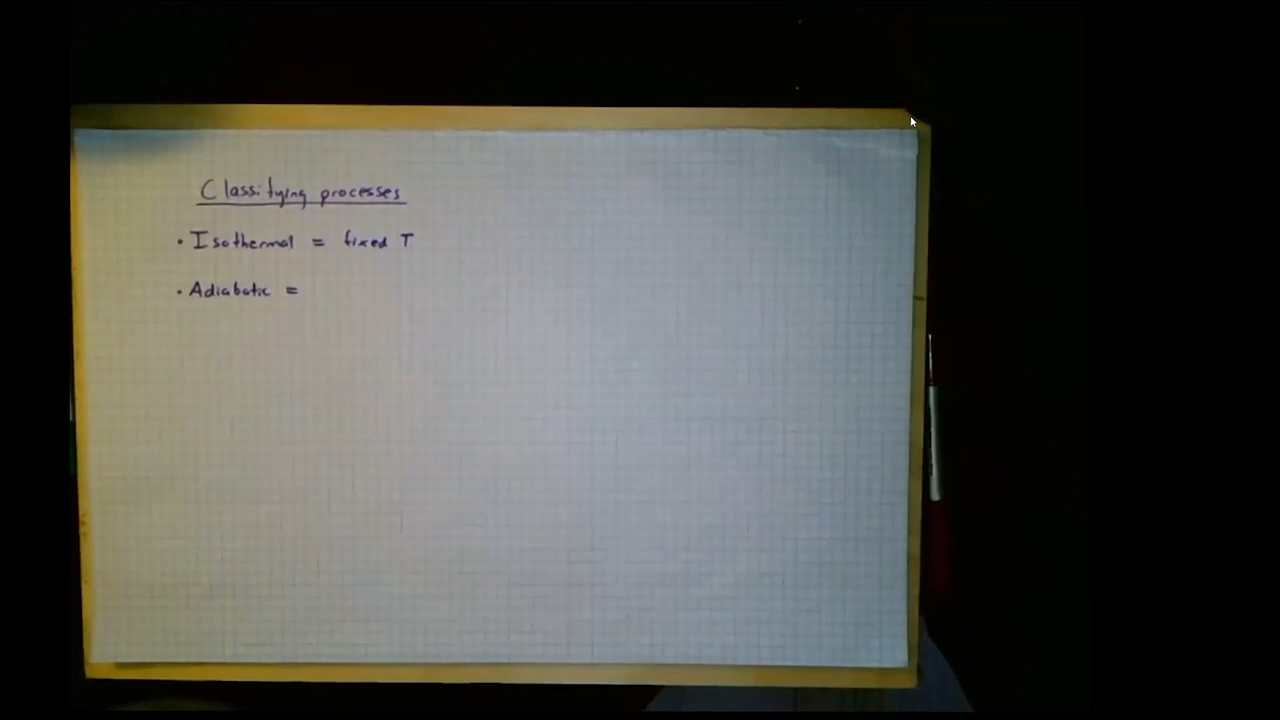 Classifying processes
• Isothermal = fixed T
• Adiabatic =